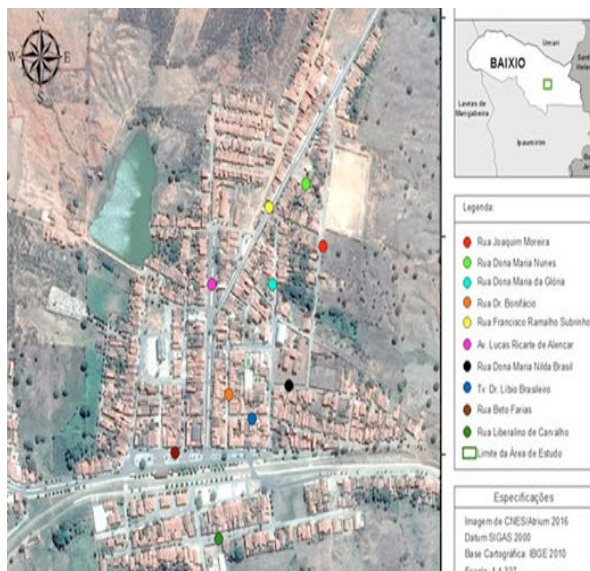 N
W
E
S
Umari
BAIXIO
Lavras de
Mangabeira
Ipaumirim
Legenda:
Rua Joaquim Moreira
Rua Dona Maria Nunes
Rua Dona Maria da Glória
Rua Dr. Bonifácio
Rua Francisco Ramalho Subrinho
Av. Lucas Ricarte de Alencar
Rua Dona Maria Nilda Brasil
Tv. Dr. Líbio Brasileiro
Rua Beto Farias
Rua Liberalino de Carvalho
Limite da Área de Estudo
Especificações
Imagem de CNES/Atrium 2016
Datum SIGAS 2000
Base Cartográfica: IBGE 2010